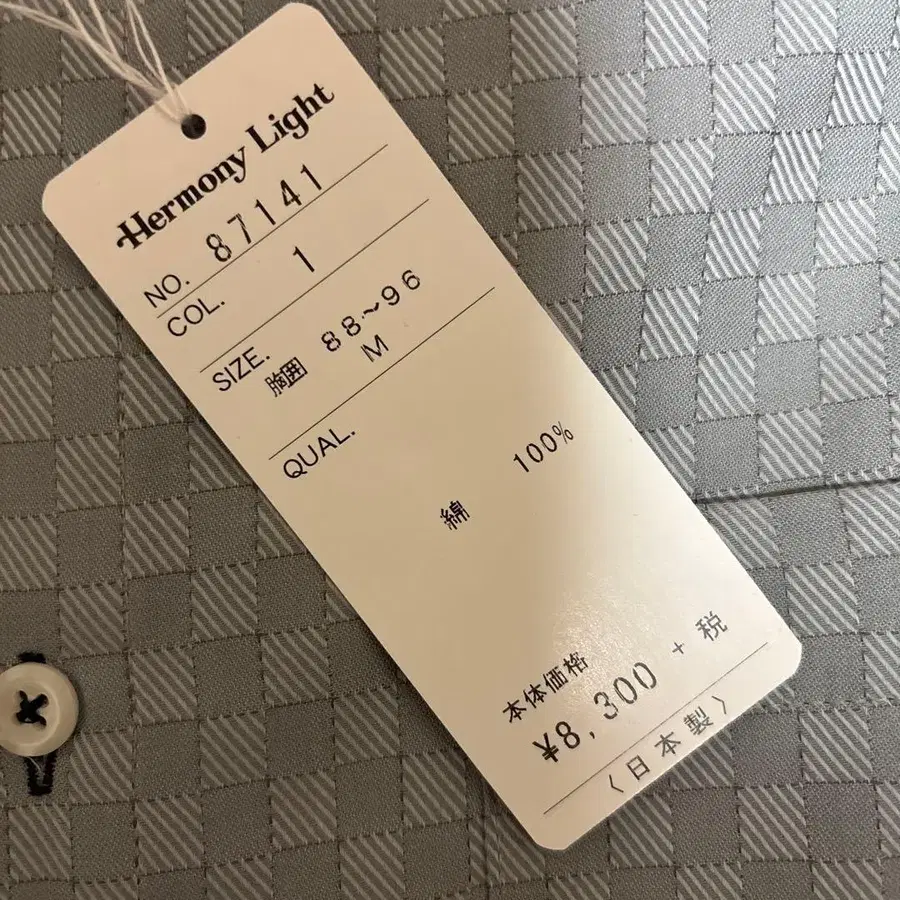 Hermony Light
NO. 87141
COL. 1
SIZE. 胸囲 88~96
M
QUAL.
綿 100%
本体価格
¥8,300 + 税
〈日本製〉